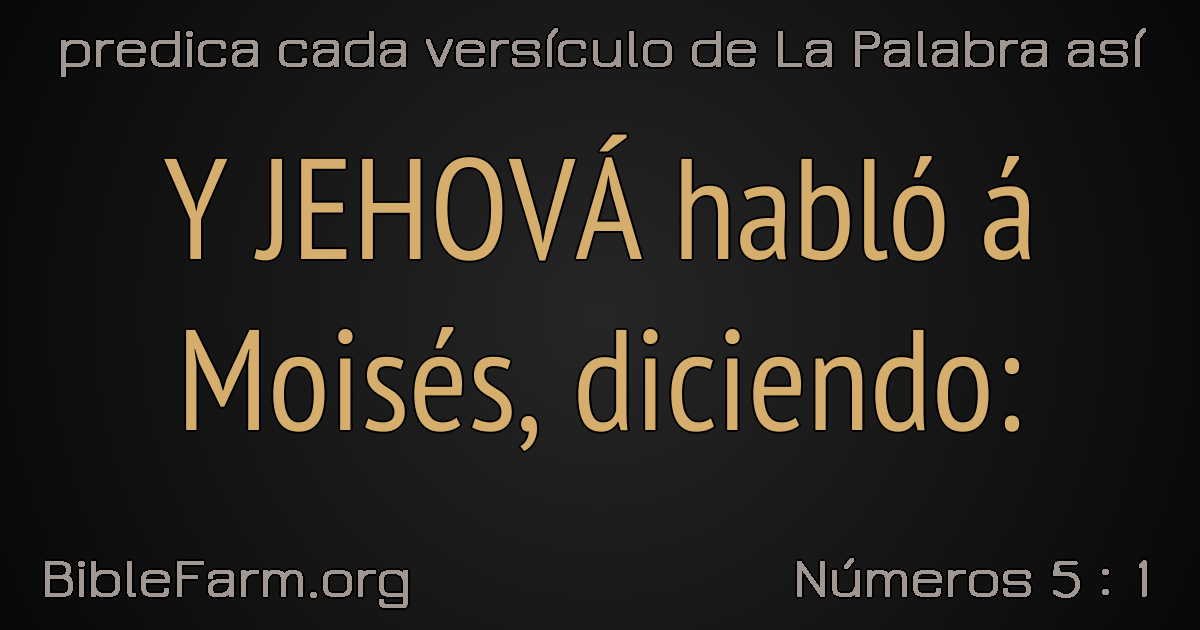 predica cada versículo de La Palabra así
Y JEHOVÁ habló á
Moisés, diciendo:
BibleFarm.org
Números 5 : 1